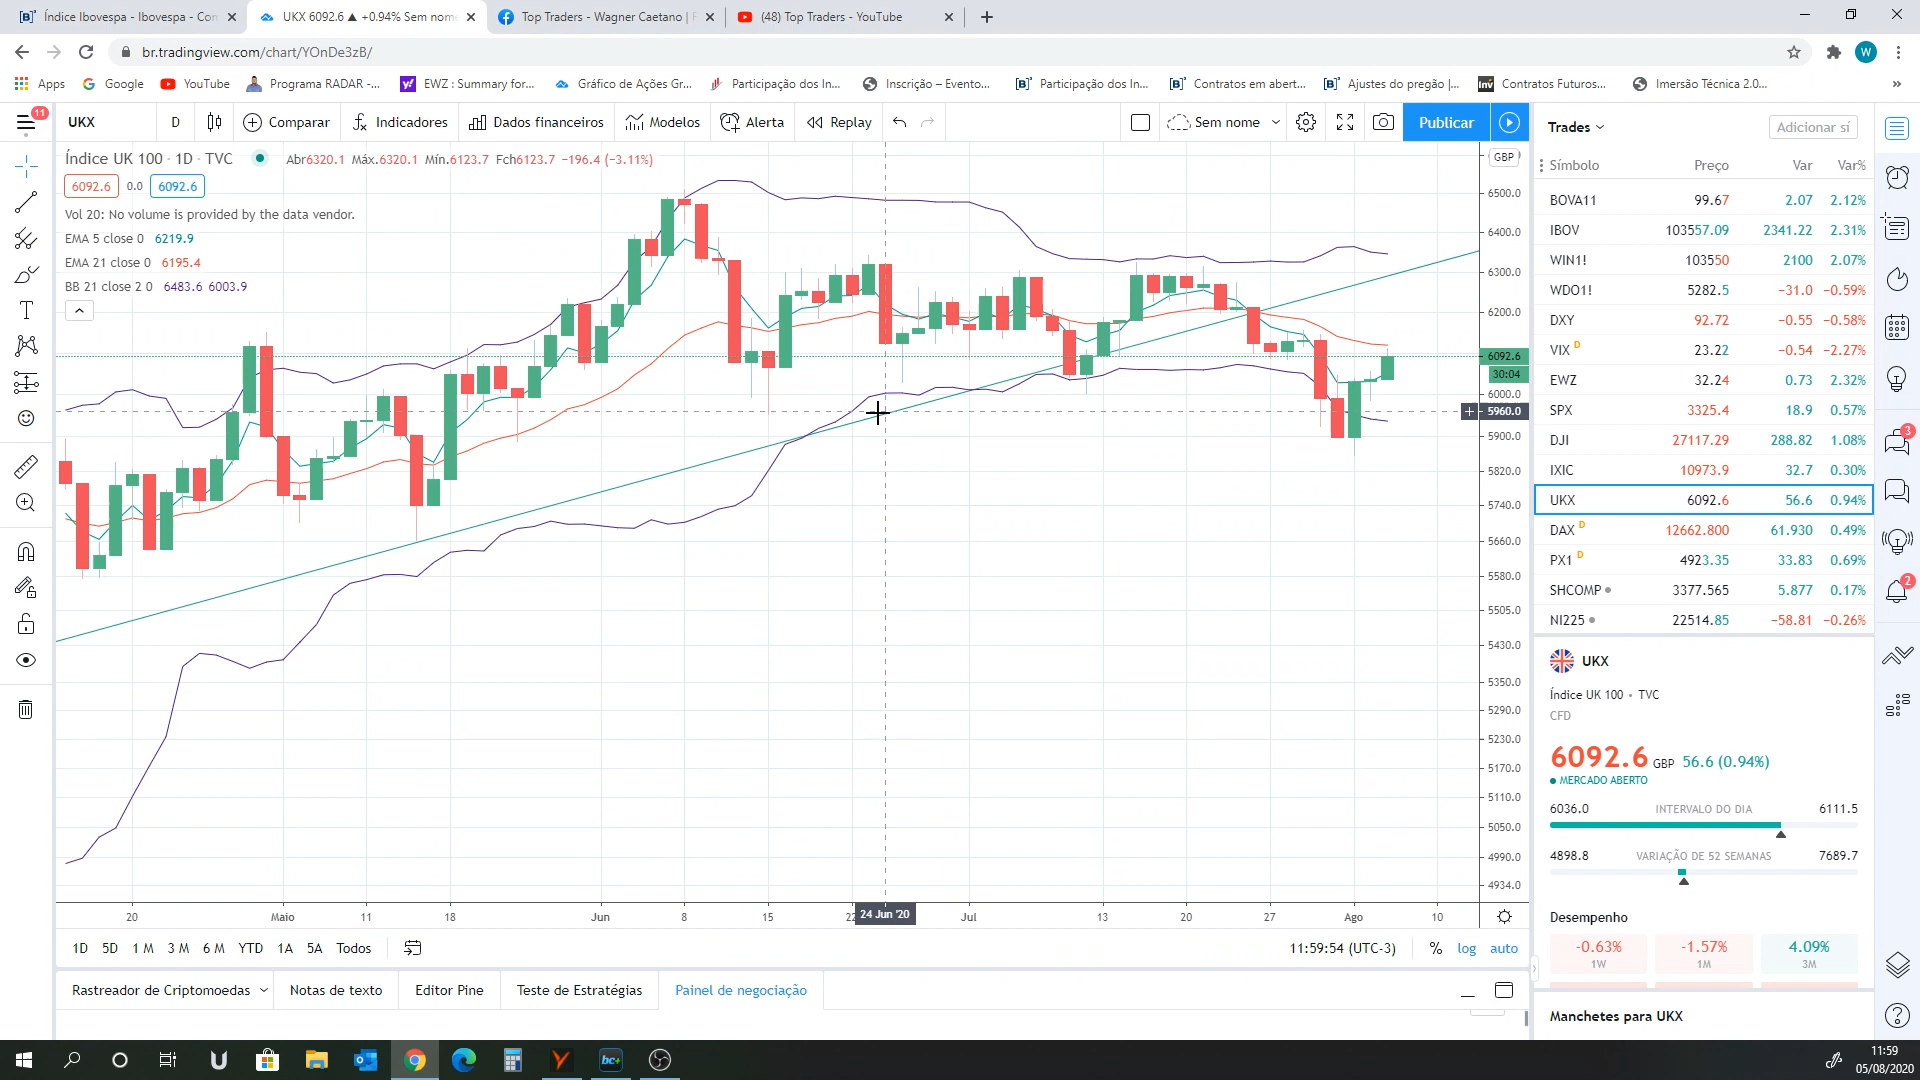 Índice Ibovespa - Ibovespa - Con
UKX 6092.6 ▲ +0.94% Sem nom
Top Traders - Wagner Caetano |
(48) Top Traders - YouTube
br.tradingview.com/chart/YOnDe3zB/
W
Apps
Google
YouTube
Programa RADAR -...
EWZ : Summary for...
Gráfico de Ações Gr...
Participação dos In...
Inscrição – Evento...
Participação dos In...
Contratos em abert...
Ajustes do pregão |...
Contratos Futuros...
Imersão Técnica 2.0...
»
11
UKX
D
Comparar
Indicadores
Dados financeiros
Modelos
Alerta
Replay
Sem nome
Publicar
Índice UK 100 · 1D · TVC
Abr6320.1 Máx.6320.1 Mín.6123.7 Fch6123.7 −196.4 (−3.11%)
6092.6 0.0 6092.6
Vol 20: No volume is provided by the data vendor.
EMA 5 close 0 6219.9
EMA 21 close 0 6195.4
BB 21 close 2 0 6483.6 6003.9
GBP
6500.0
6400.0
6300.0
6200.0
6092.6
30:04
6000.0
5960.0
5900.0
5820.0
5740.0
5660.0
5580.0
5505.0
5430.0
5350.0
5290.0
5230.0
5170.0
5110.0
5050.0
4990.0
4934.0
20 Maio 11 18 Jun 8 15 22 24 Jun '20 Jul 13 20 27 Ago 10
1D 5D 1 M 3 M 6 M YTD 1A 5A Todos
11:59:54 (UTC-3) % log auto
Rastreador de Criptomoedas
Notas de texto
Editor Pine
Teste de Estratégias
Painel de negociação
Trades
Adicionar sí
Símbolo Preço Var Var%
BOVA11 99.67 2.07 2.12%
IBOV 103557.09 2341.22 2.31%
WIN1! 103550 2100 2.07%
WDO1! 5282.5 −31.0 −0.59%
DXY 92.72 −0.55 −0.58%
VIX D 23.22 −0.54 −2.27%
EWZ 32.24 0.73 2.32%
SPX 3325.4 18.9 0.57%
DJI 27117.29 288.82 1.08%
IXIC 10973.9 32.7 0.30%
UKX 6092.6 56.6 0.94%
DAX D 12662.800 61.930 0.49%
PX1 D 4923.35 33.83 0.69%
SHCOMP 3377.565 5.877 0.17%
NI225 22514.85 −58.81 −0.26%
UKX
Índice UK 100 • TVC
CFD
6092.6 GBP 56.6 (0.94%)
MERCADO ABERTO
6036.0 INTERVALO DO DIA 6111.5
4898.8 VARIAÇÃO DE 52 SEMANAS 7689.7
Desempenho
-0.63% -1.57% 4.09%
1W 1M 3M
Manchetes para UKX
3
2
bc+
11:59
05/08/2020